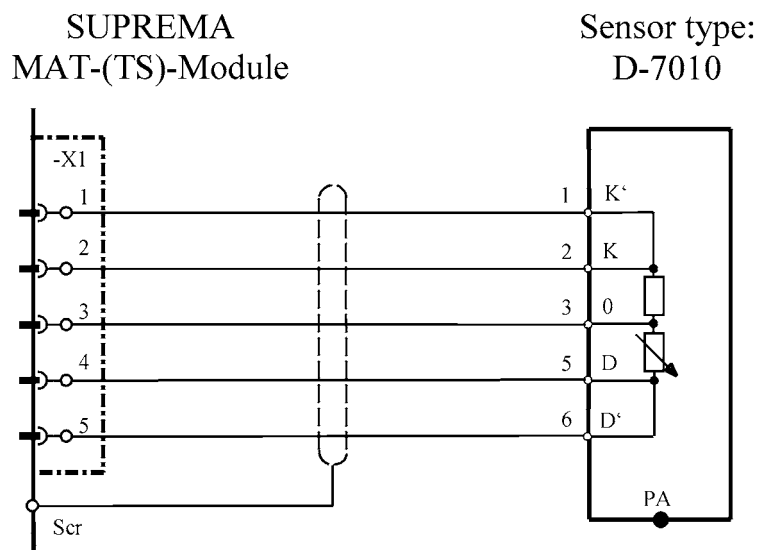 SUPREMA
MAT-(TS)-Module
Sensor type:
D-7010
-X1
1
1 K‘
2
2 K
3
3 0
4
5 D
5
6 D‘
PA
Scr